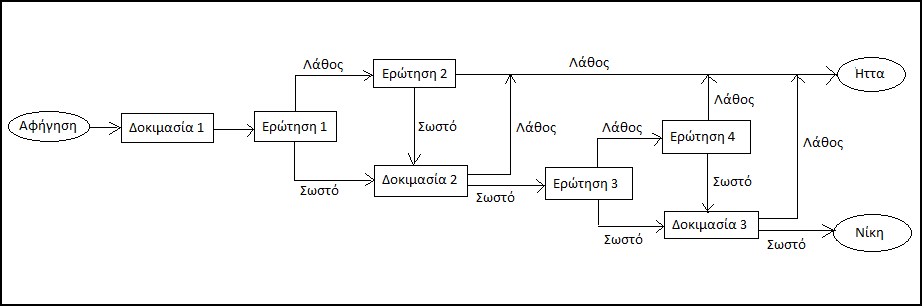 Αφήγηση
Δοκιμασία 1
Ερώτηση 1
Λάθος
Σωστό
Ερώτηση 2
Σωστό
Δοκιμασία 2
Λάθος
Λάθος
Σωστό
Ερώτηση 3
Λάθος
Σωστό
Ερώτηση 4
Λάθος
Σωστό
Δοκιμασία 3
Λάθος
Σωστό
Ηττα
Νίκη